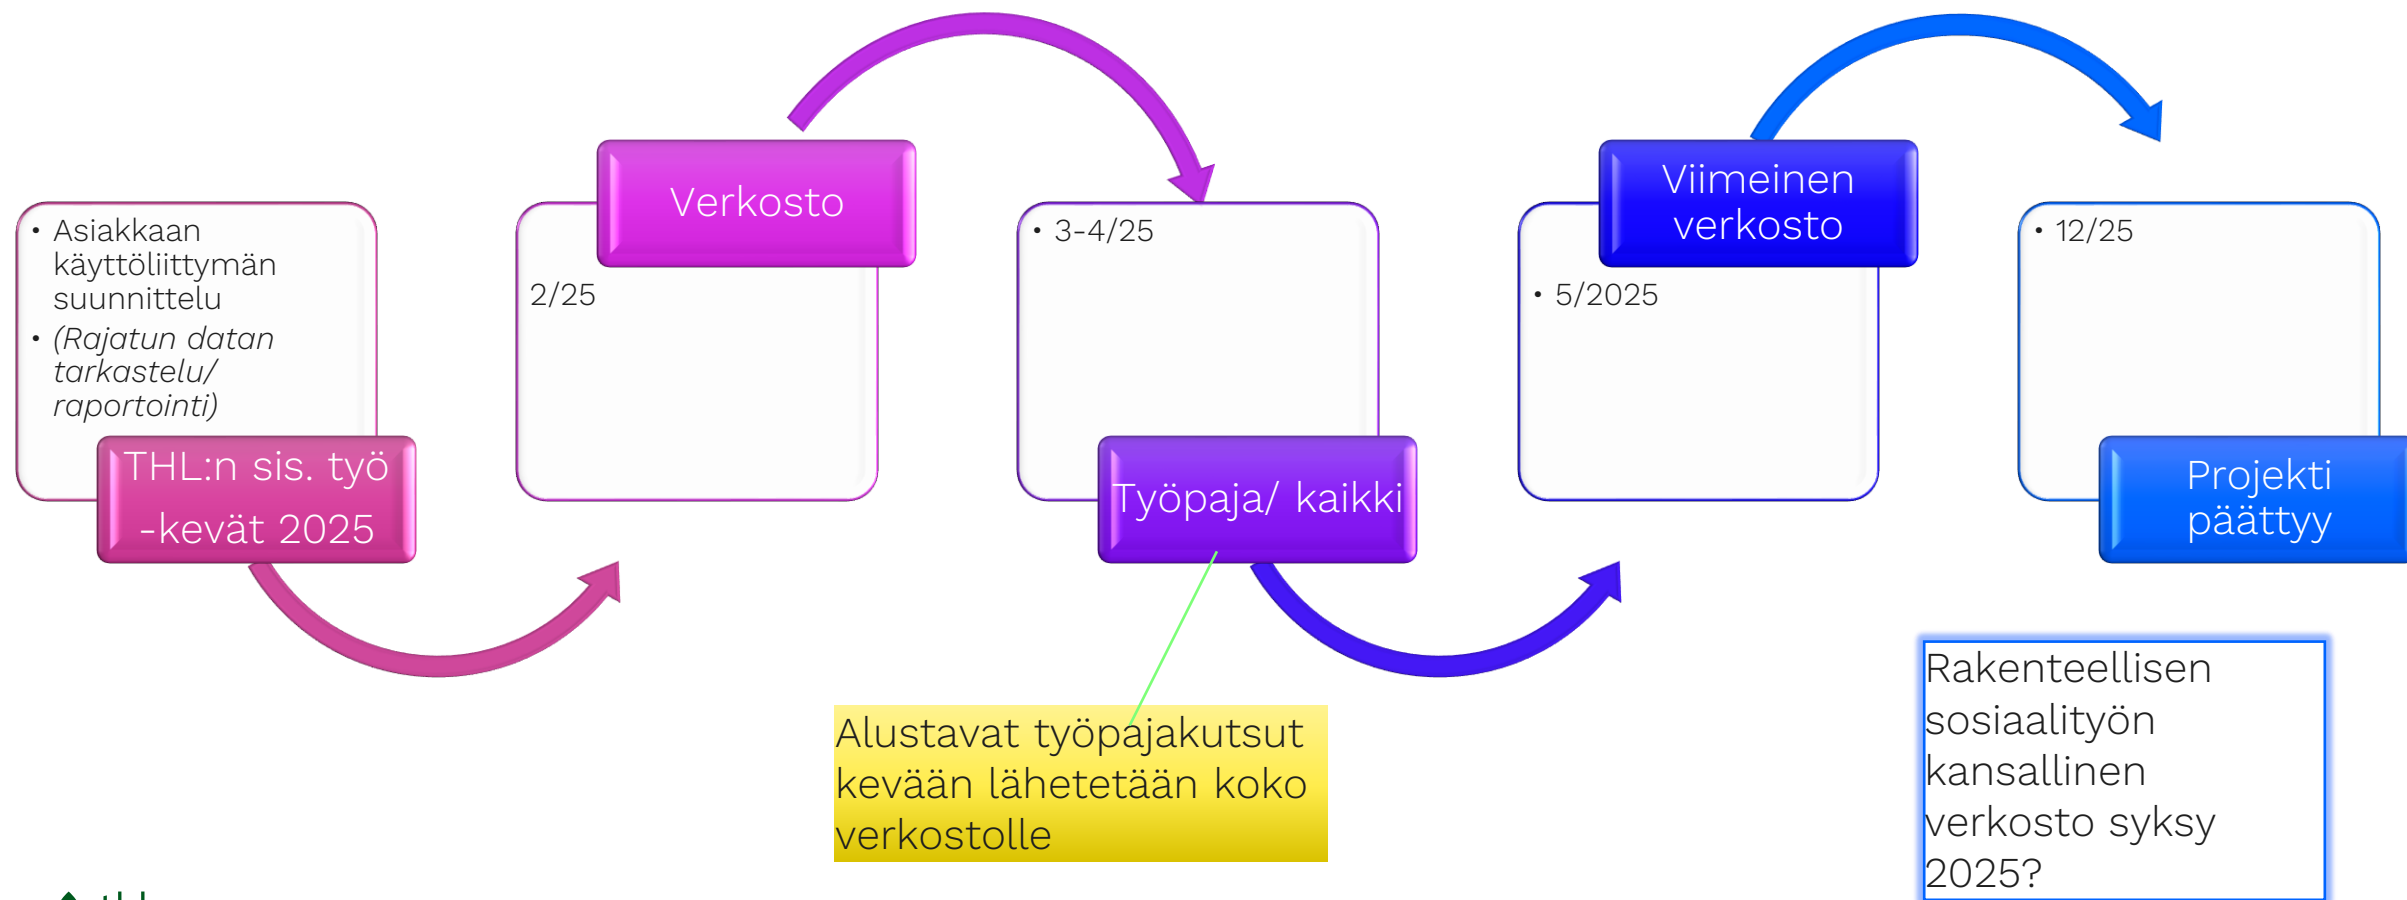 • Asiakkaan
käyttöliittymän
suunnittelu
• (Rajatun datan
tarkastelu/
raportointi)
THL:n sis. työ
-kevät 2025
Verkosto
2/25
• 3-4/25
Työpaja/ kaikki
Viimeinen
verkosto
• 5/2025
• 12/25
Projekti
päättyy
Alustavat työpajakutsut
kevään lähetetään koko
verkostolle
Rakenteellisen
sosiaalityön
kansallinen
verkosto syksy
2025?